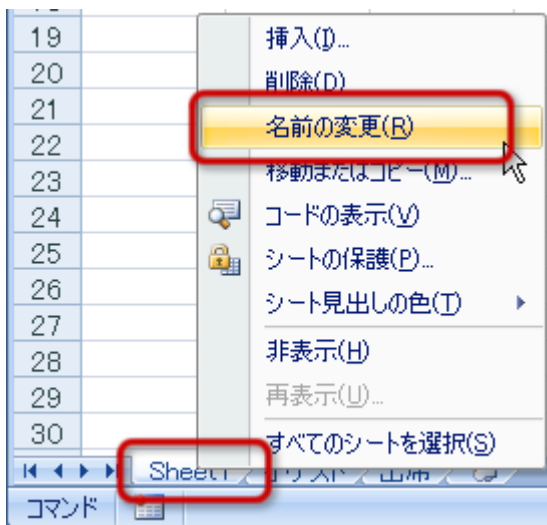 19
20
21
22
23
24
25
26
27
28
29
30
挿入(I)...
削除(D)
名前の変更(R)
移動またはコピー(M)...
コードの表示(V)
シートの保護(P)...
シート見出しの色(T)
非表示(H)
再表示(U)...
すべてのシートを選択(S)
Sheet1
コマンド